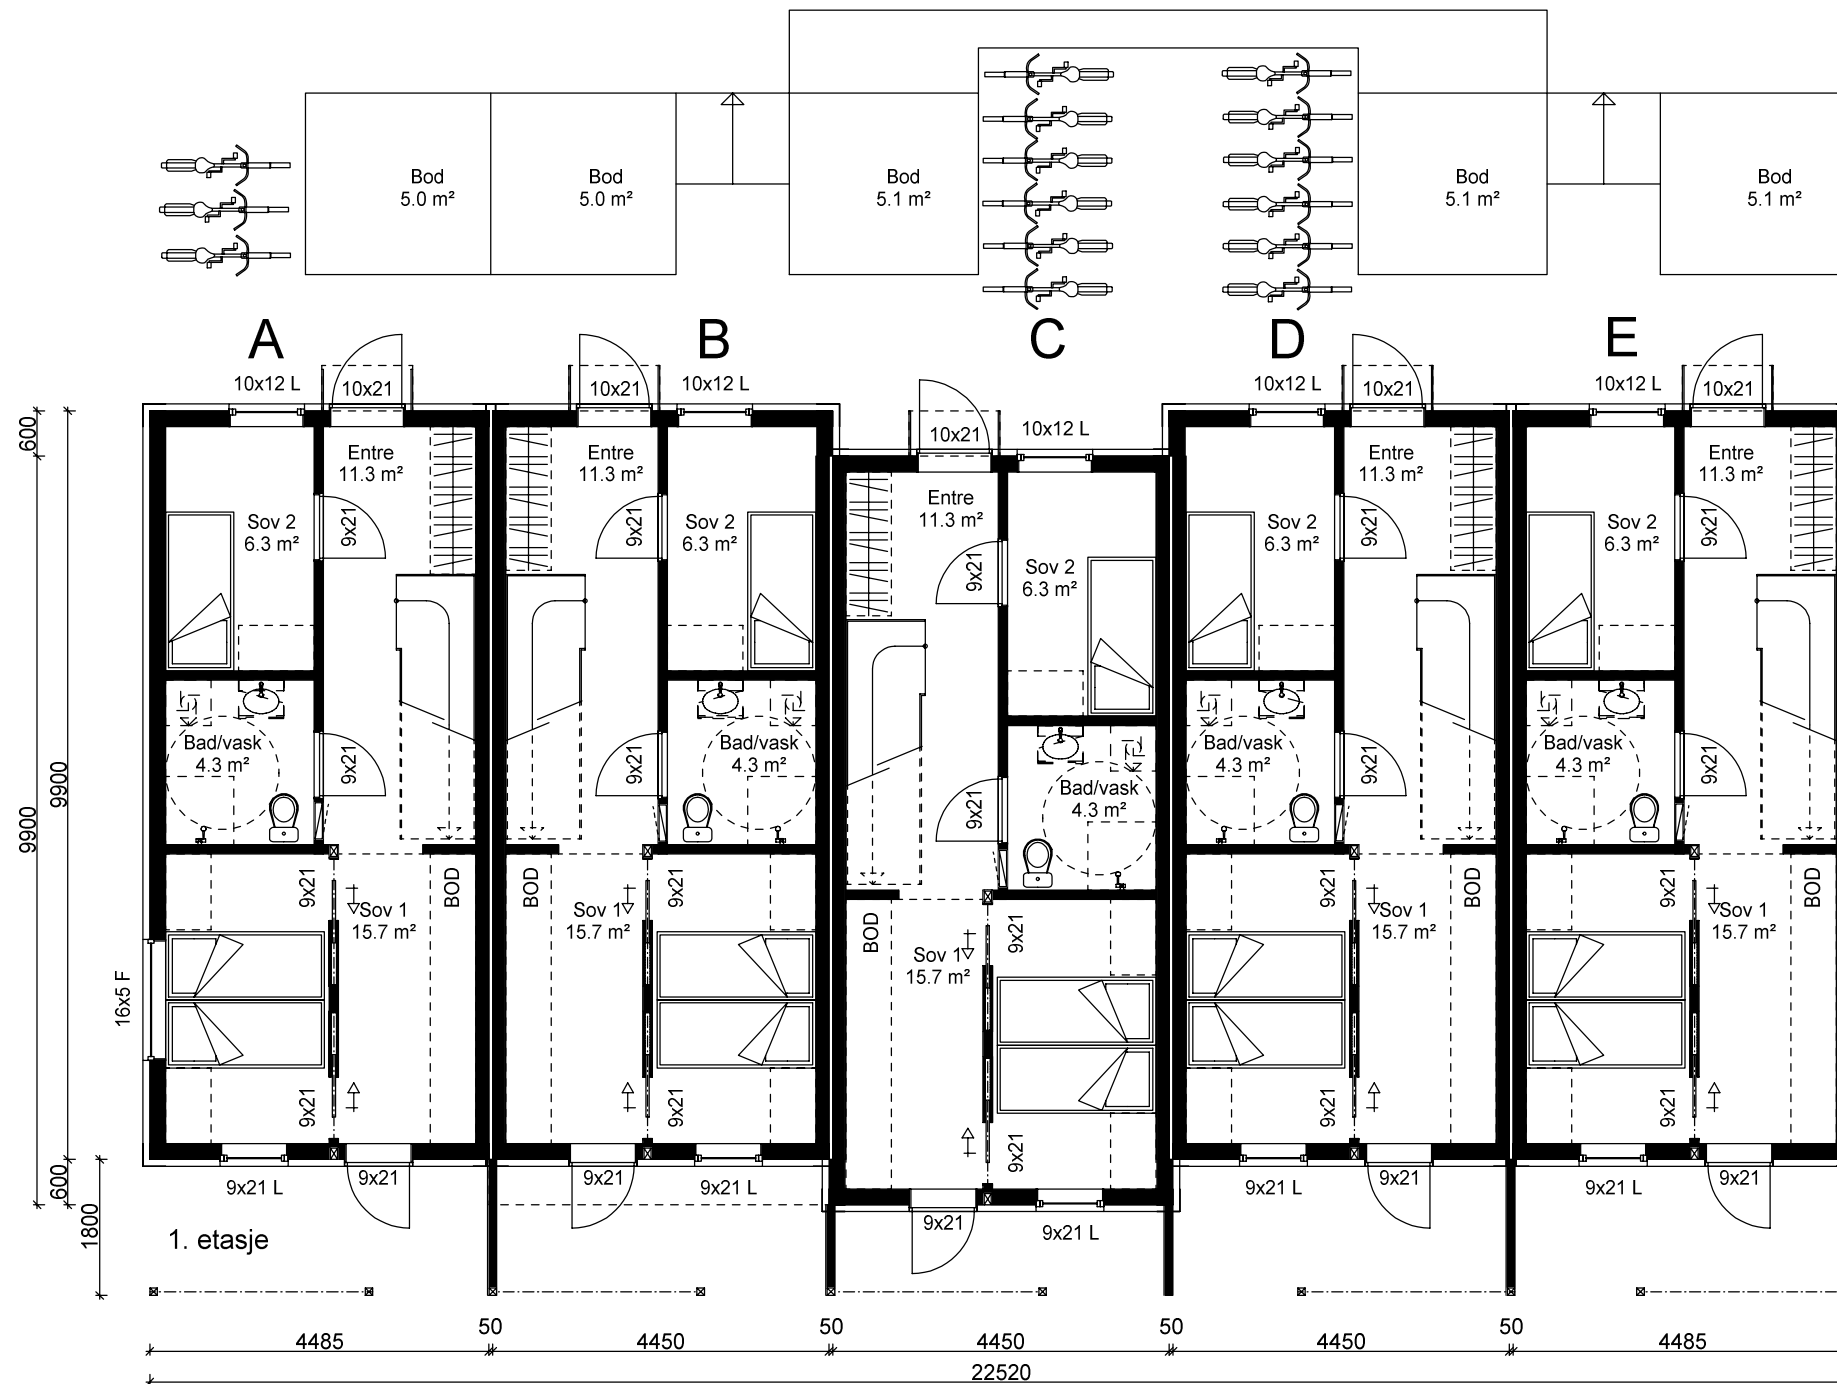 Bod
5.0 m²
Bod
5.0 m²
Bod
5.1 m²
Bod
5.1 m²
Bod
5.1 m²
A
B
C
D
E
10x12 L
10x21
10x21
10x12 L
10x21
10x12 L
10x12 L
10x21
10x12 L
10x21
600
9900
9900
600
1800
Entre
11.3 m²
Sov 2
6.3 m²
9x21
Bad/vask
4.3 m²
9x21
9x21
BOD
Sov 1
15.7 m²
16x5 F
9x21
9x21 L
9x21
Entre
11.3 m²
9x21
Sov 2
6.3 m²
9x21
Bad/vask
4.3 m²
BOD
9x21
Sov 1
15.7 m²
9x21
9x21
9x21 L
Entre
11.3 m²
9x21
Sov 2
6.3 m²
9x21
Bad/vask
4.3 m²
BOD
9x21
Sov 1
15.7 m²
9x21
9x21
9x21 L
Entre
11.3 m²
Sov 2
6.3 m²
9x21
Bad/vask
4.3 m²
9x21
9x21
BOD
Sov 1
15.7 m²
9x21
9x21 L
9x21
Entre
11.3 m²
Sov 2
6.3 m²
9x21
Bad/vask
4.3 m²
9x21
9x21
BOD
Sov 1
15.7 m²
9x21
9x21 L
9x21
1. etasje
4485
50
4450
50
4450
50
4450
50
4485
22520